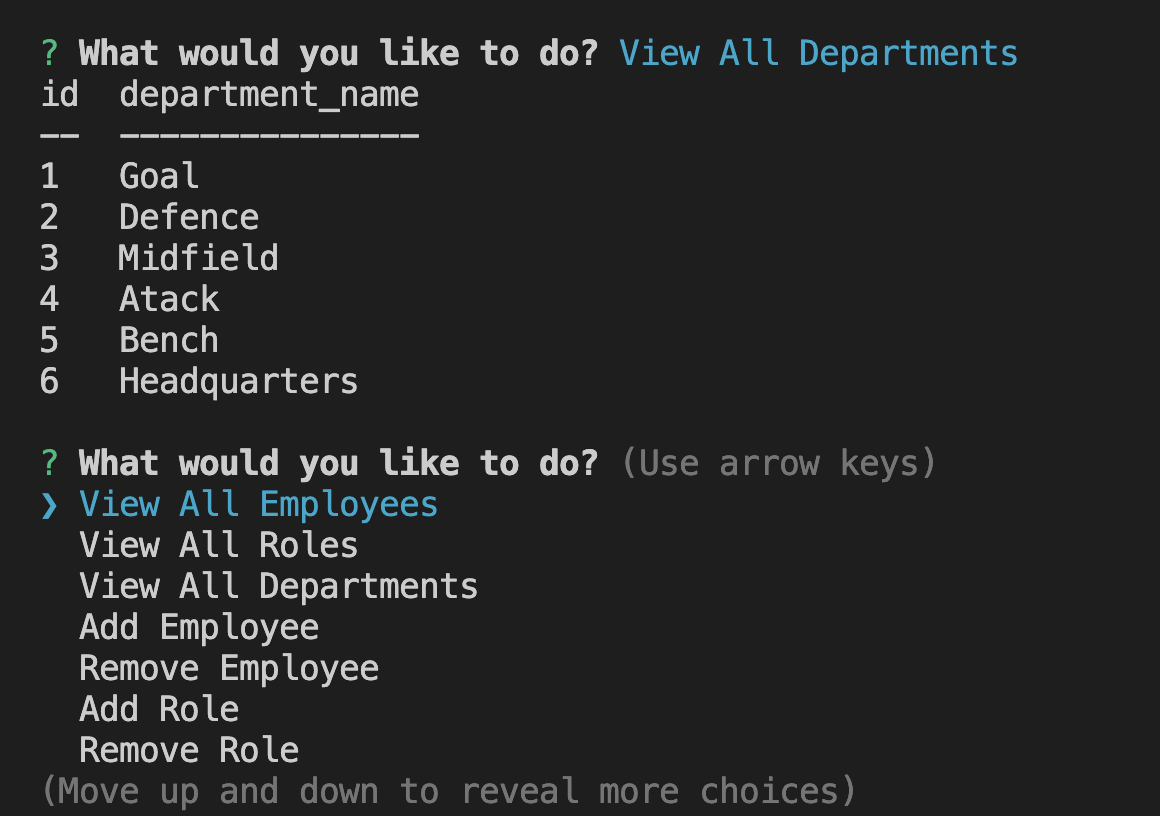 ? What would you like to do? View All Departments
id  department_name
--  ---------------
1   Goal
2   Defence
3   Midfield
4   Atack
5   Bench
6   Headquarters
? What would you like to do? (Use arrow keys)
❯ View All Employees
  View All Roles
  View All Departments
  Add Employee
  Remove Employee
  Add Role
  Remove Role
(Move up and down to reveal more choices)